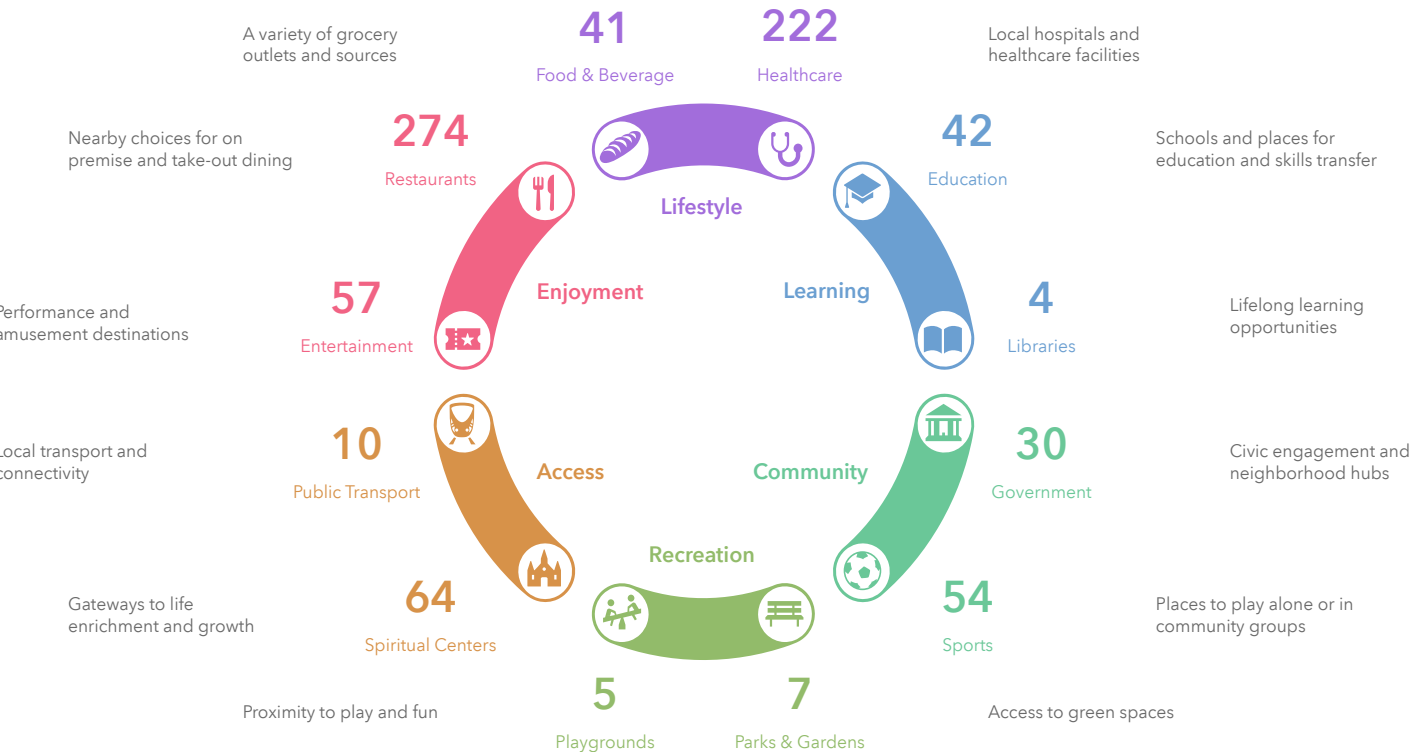 41
222
A variety of grocery
outlets and sources
Local hospitals and
healthcare facilities
Food & Beverage
Healthcare
274
42
Nearby choices for on
premise and take-out dining
Schools and places for
education and skills transfer
Restaurants
Education
Lifestyle
57
Enjoyment
Learning
4
Performance and
amusement destinations
Lifelong learning
opportunities
Entertainment
Libraries
10
30
Local transport and
connectivity
Access
Community
Civic engagement and
neighborhood hubs
Public Transport
Government
Recreation
64
54
Gateways to life
enrichment and growth
Places to play alone or in
community groups
Spiritual Centers
Sports
5
7
Proximity to play and fun
Access to green spaces
Playgrounds
Parks & Gardens